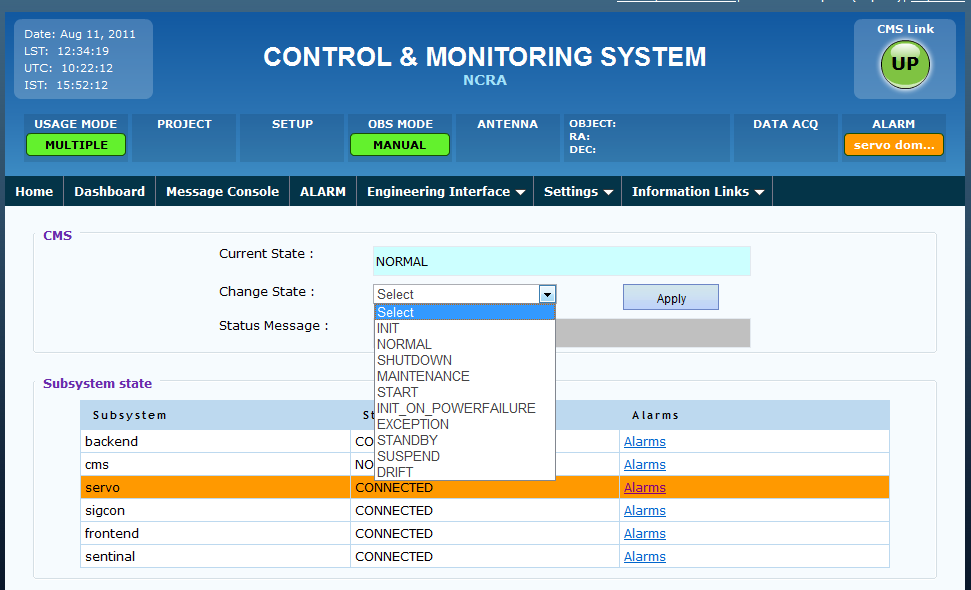 Date: Aug 11, 2011
LST: 12:34:19
UTC: 10:22:12
IST: 15:52:12
CONTROL & MONITORING SYSTEM
NCRA
CMS Link
UP
USAGE MODE
MULTIPLE
PROJECT
SETUP
OBS MODE
MANUAL
ANTENNA
OBJECT:
RA:
DEC:
DATA ACQ
ALARM
servo dom...
Home Dashboard Message Console ALARM Engineering Interface Settings Information Links
CMS
Current State : NORMAL
Change State : Select Apply
Status Message :
Select
INIT
NORMAL
SHUTDOWN
MAINTENANCE
START
INIT_ON_POWERFAILURE
EXCEPTION
STANDBY
SUSPEND
DRIFT
Subsystem state
Subsystem St Alarms
backend CO Alarms
cms NO Alarms
servo CONNECTED Alarms
sigcon CONNECTED Alarms
frontend CONNECTED Alarms
sentinal CONNECTED Alarms